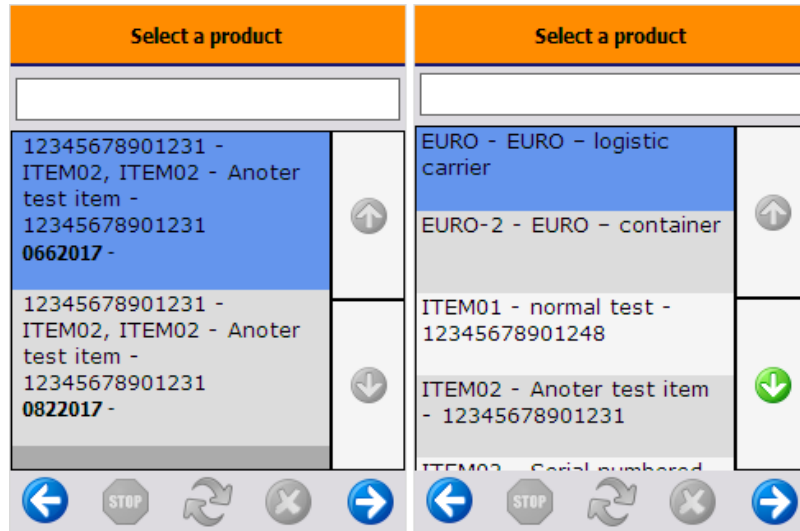 Select a product
12345678901231 -
ITEM02, ITEM02 - Anoter
test item -
12345678901231
0662017 -
12345678901231 -
ITEM02, ITEM02 - Anoter
test item -
12345678901231
0822017 -
STOP
Select a product
EURO - EURO – logistic
carrier
EURO-2 - EURO – container
ITEM01 - normal test -
12345678901248
ITEM02 - Anoter test item
- 12345678901231
Serial numbered
STOP